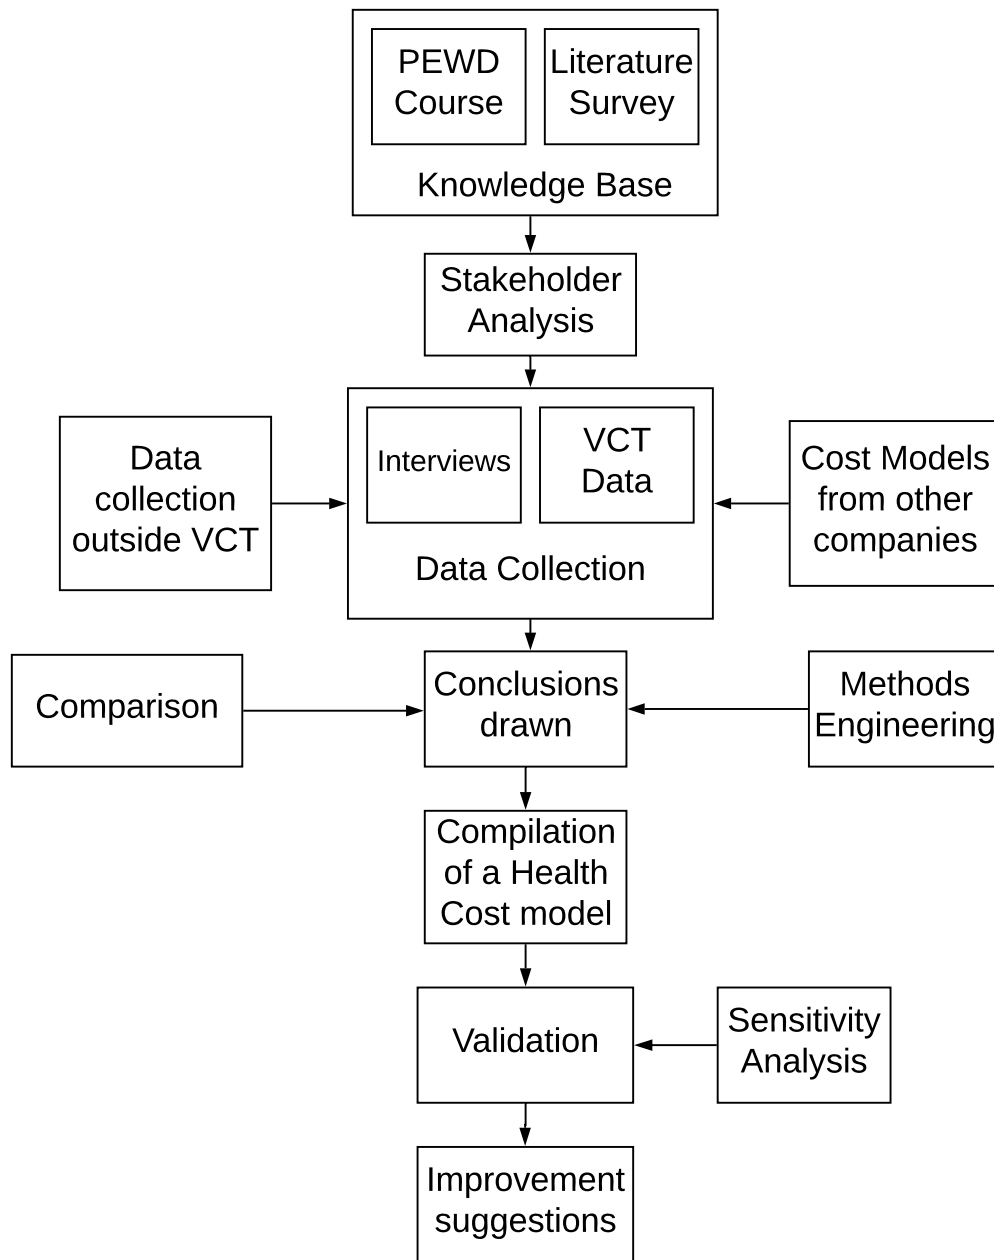 PEWD
Course
Literature
Survey
Knowledge Base
Stakeholder
Analysis
Data
collection
outside VCT
Interviews
VCT
Data
Data Collection
Cost Models
from other
companies
Comparison
Conclusions
drawn
Methods
Engineering
Compilation
of a Health
Cost model
Validation
Sensitivity
Analysis
Improvement
suggestions